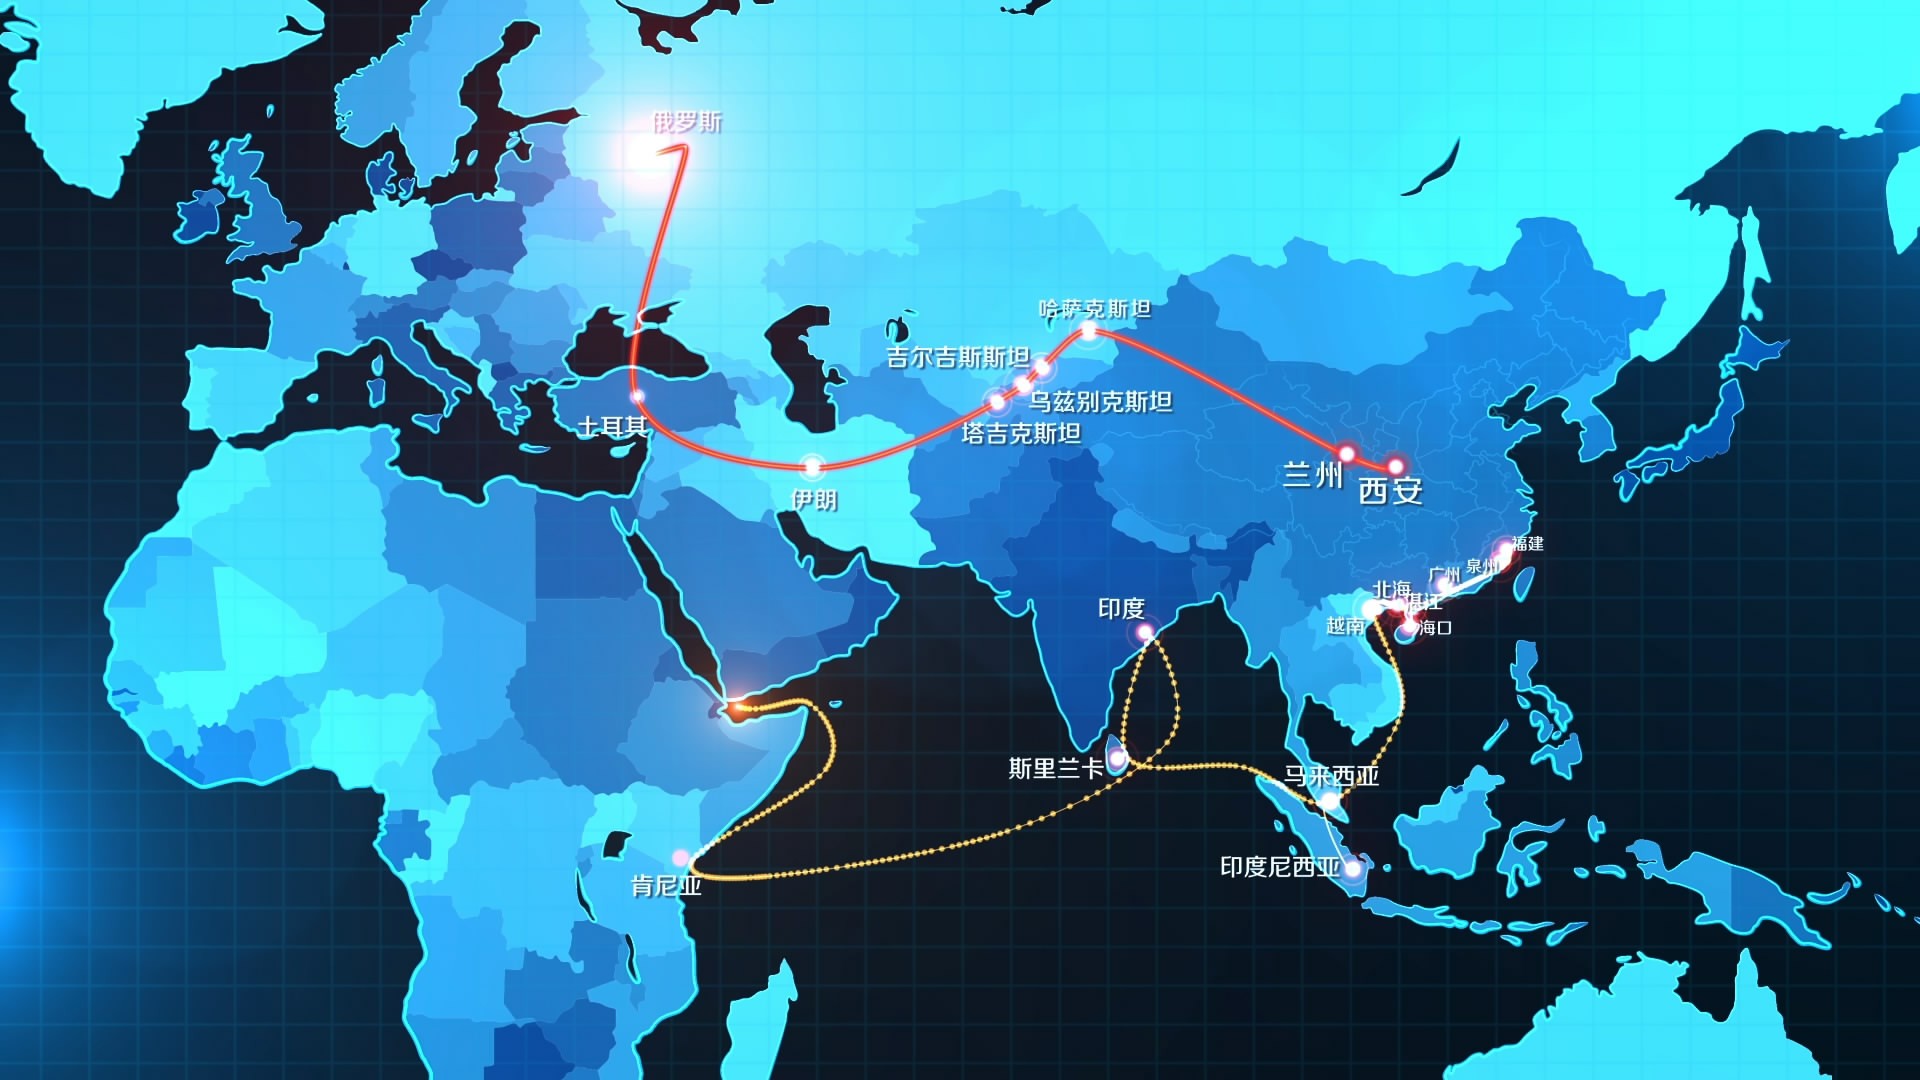 俄罗斯
哈萨克斯坦
吉尔吉斯斯坦
乌兹别克斯坦
土耳其
塔吉克斯坦
兰州
西安
伊朗
福建
泉州
广州
北海
湛江
印度
越南
海口
斯里兰卡
马来西亚
印度尼西亚
肯尼亚